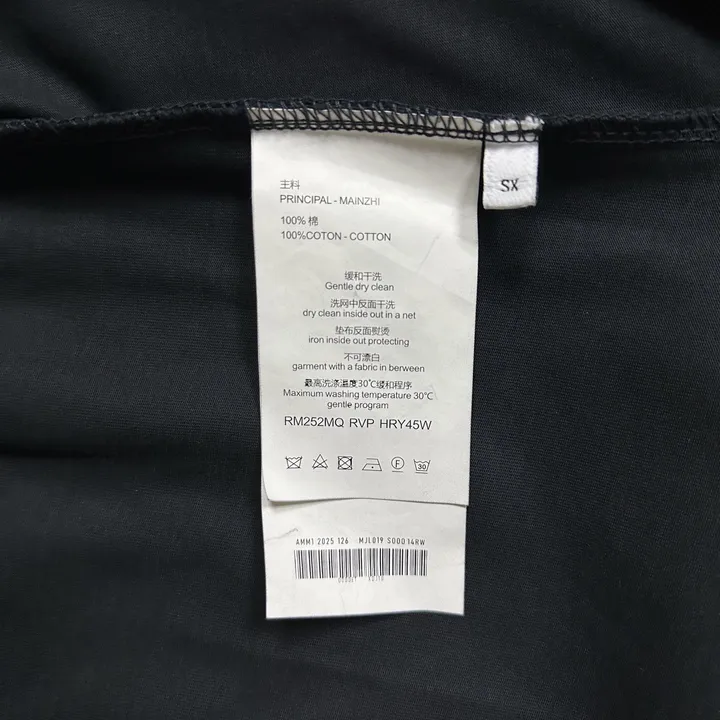 SX
主料
PRINCIPAL - MAINZHI
100% 棉
100%COTON - COTTON
缓和干洗
Gentle dry clean
洗网中反面干洗
dry clean inside out in a net
垫布反面熨烫
iron inside out protecting
不可漂白
garment with a fabric in berween
最高洗涤温度30℃缓和程序
Maximum washing temperature 30℃
gentle program
RM252MQ RVP HRY45W
F
30
AMM1 2025 126 MJL019 S000 14RW